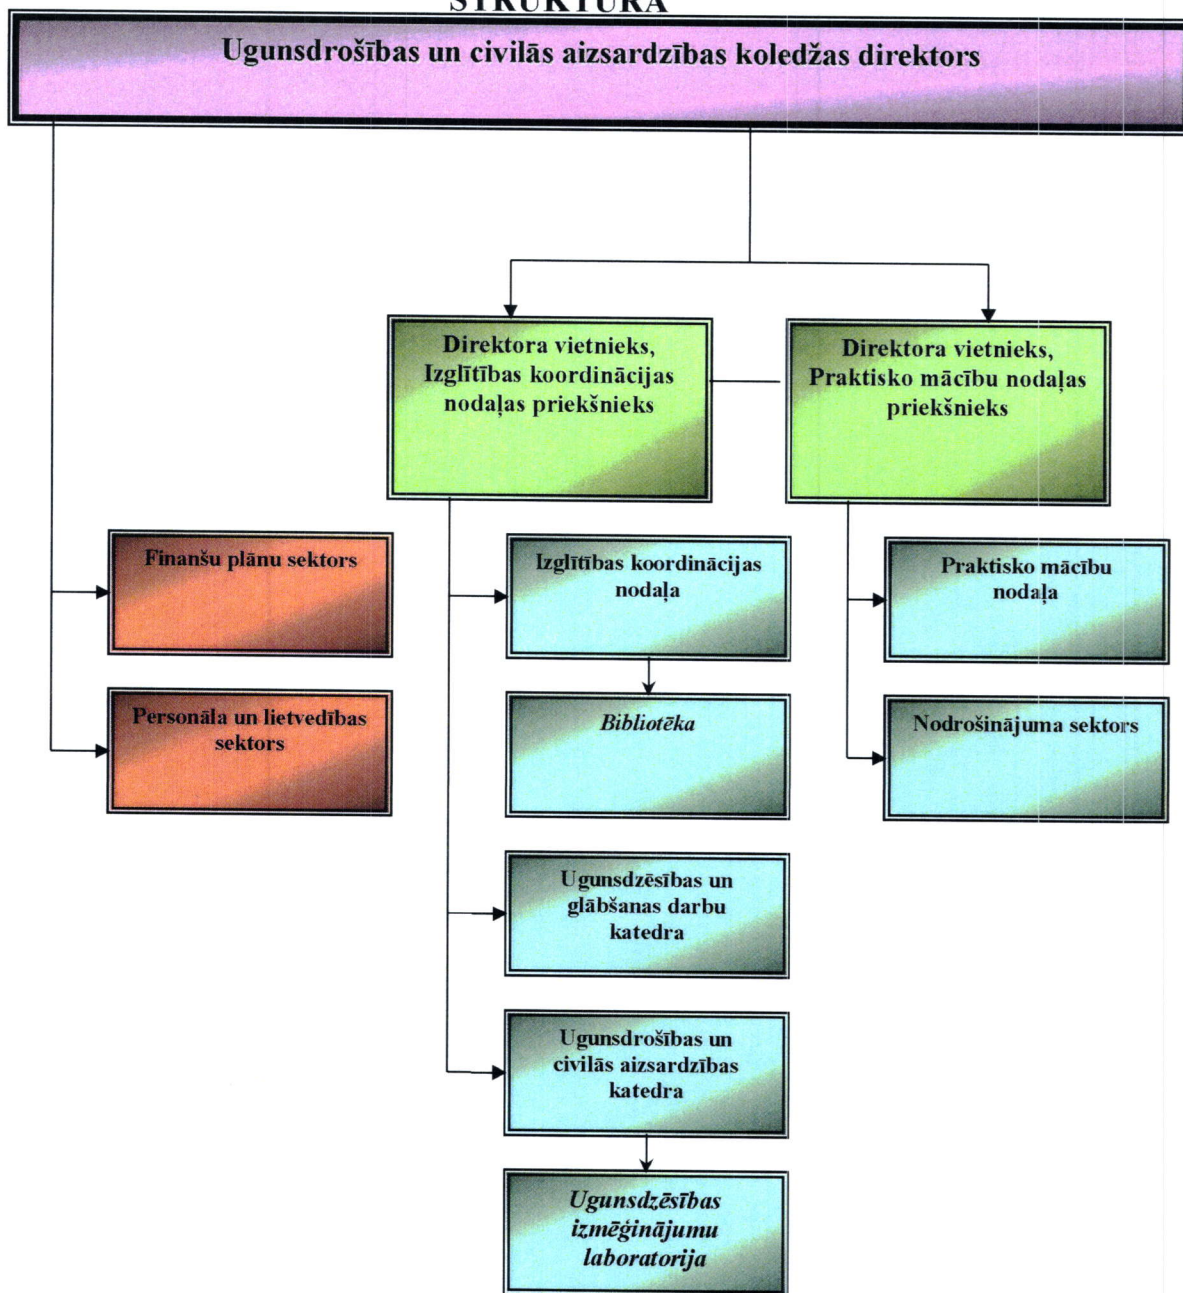 STRUKTŪRA
Ugunsdrošības un civilās aizsardzības koledžas direktors
Direktora vietnieks,
Izglītības koordinācijas
nodaļas priekšnieks
Direktora vietnieks,
Praktisko mācību nodaļas
priekšnieks
Finanšu plānu sektors
Izglītības koordinācijas
nodaļa
Praktisko mācību
nodaļa
Personāla un lietvedības
sektors
Bibliotēka
Nodrošinājuma sektors
Ugunsdzēsības un
glābšanas darbu
katedra
Ugunsdrošības un
civilās aizsardzības
katedra
Ugunsdzēsības
izmēģinājumu
laboratorija